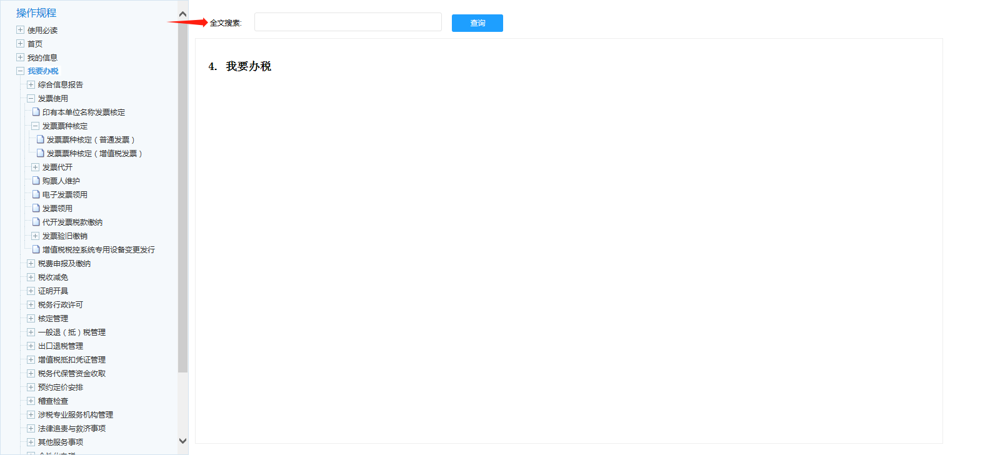 操作规程
使用必读
首页
我的信息
我要办税
综合信息报告
发票使用
印有本单位名称发票核定
发票票种核定
发票票种核定（普通发票）
发票票种核定（增值税发票）
发票代开
购票人维护
电子发票领用
发票领用
代开发票税款缴纳
发票验旧缴销
增值税税控系统专用设备变更发行
税费申报及缴纳
税收减免
证明开具
税务行政许可
核定管理
一般退（抵）税管理
出口退税管理
增值税抵扣凭证管理
税务代保管资金收取
预约定价安排
稽查检查
涉税专业服务机构管理
法律追责与救济事项
其他服务事项
全文搜索:
查询
4. 我要办税